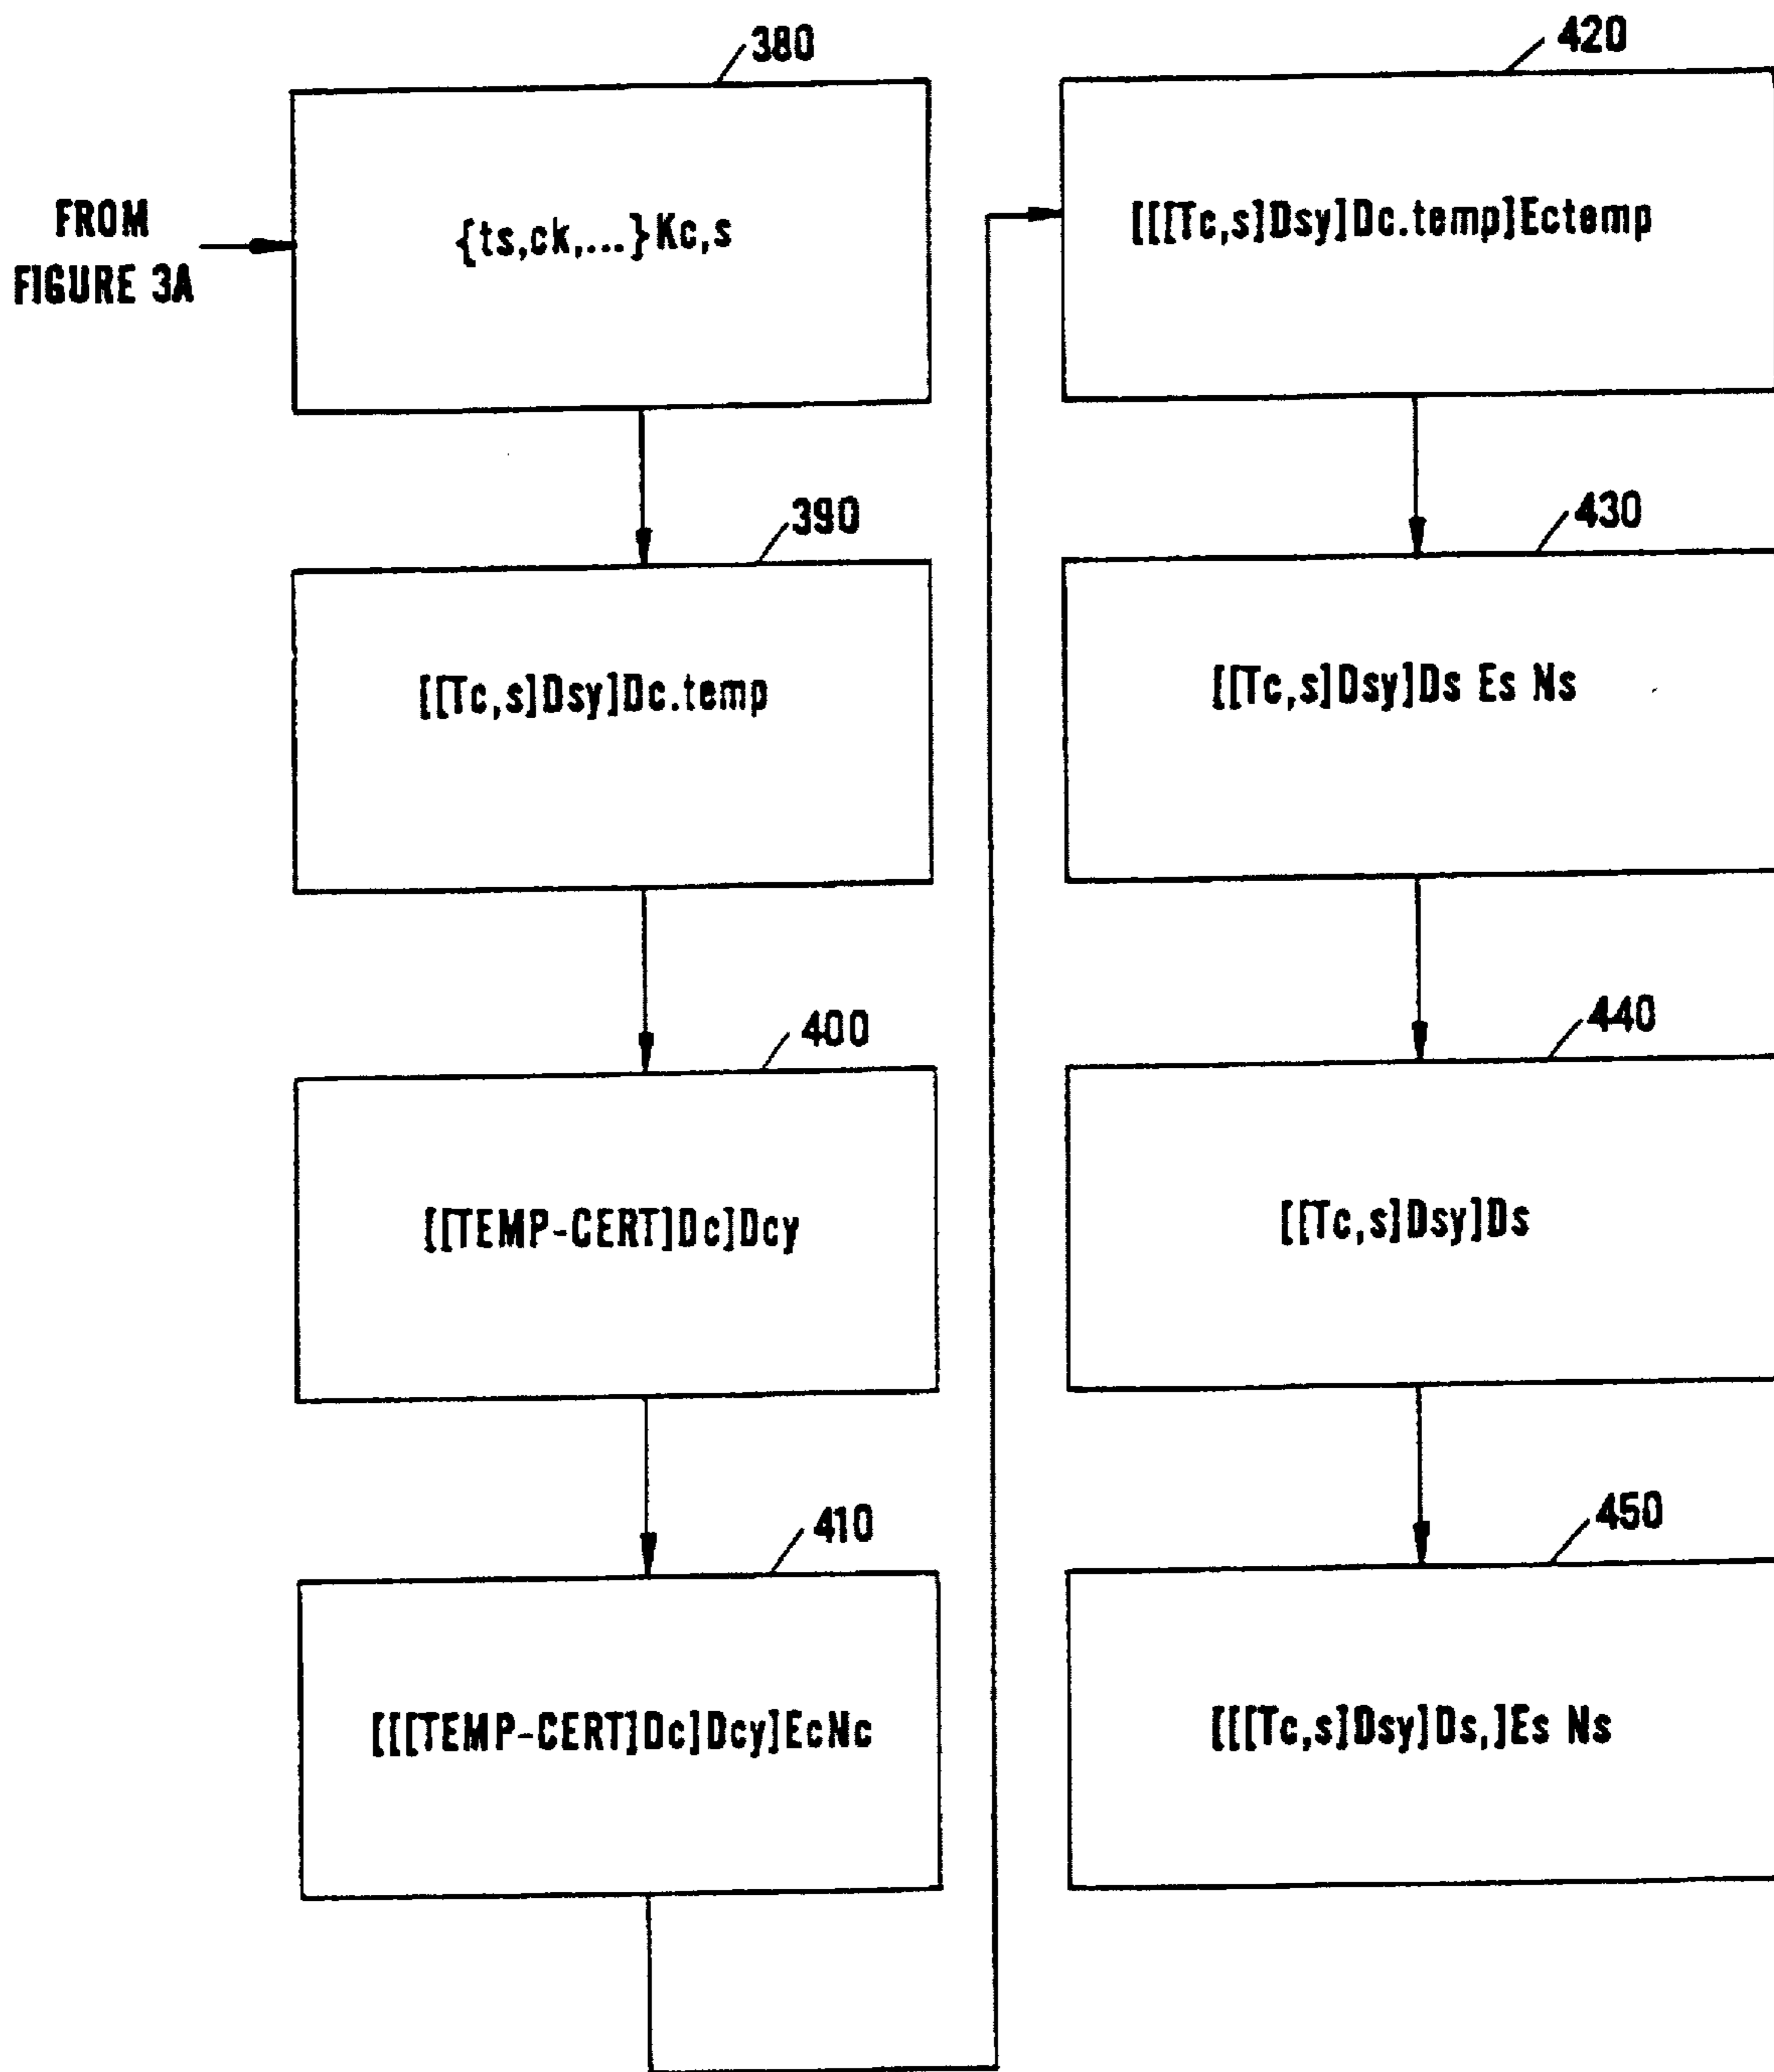 FROM
FIGURE 3A
380
{ts,ck,...}Kc,s
390
[[Tc,s]Dsy]Dc.temp
400
[[TEMP-CERT]Dc]Dcy
410
[[[TEMP-CERT]Dc]Dcy]EcNc
420
[[[Tc,s]Dsy]Dc.temp]Ectemp
430
[[Tc,s]Dsy]Ds Es Ns
440
[[Tc,s]Dsy]Ds
450
[[[Tc,s]Dsy]Ds,]Es Ns